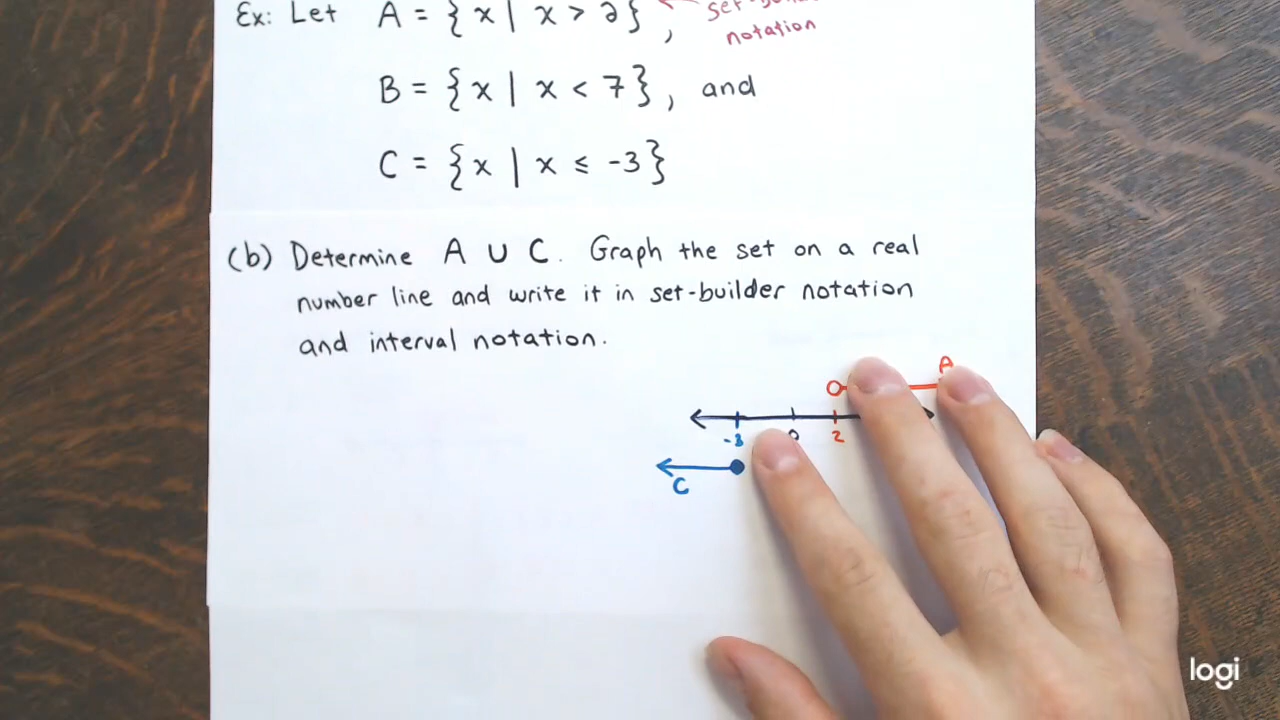 Ex: Let A = { x | x > 2},
notation
B = {x | x < 7}, and
C = {x | x ≤ -3}
(b) Determine A ∪ C. Graph the set on a real
number line and write it in set-builder notation
and interval notation.
A
-3 0 2
C
logi